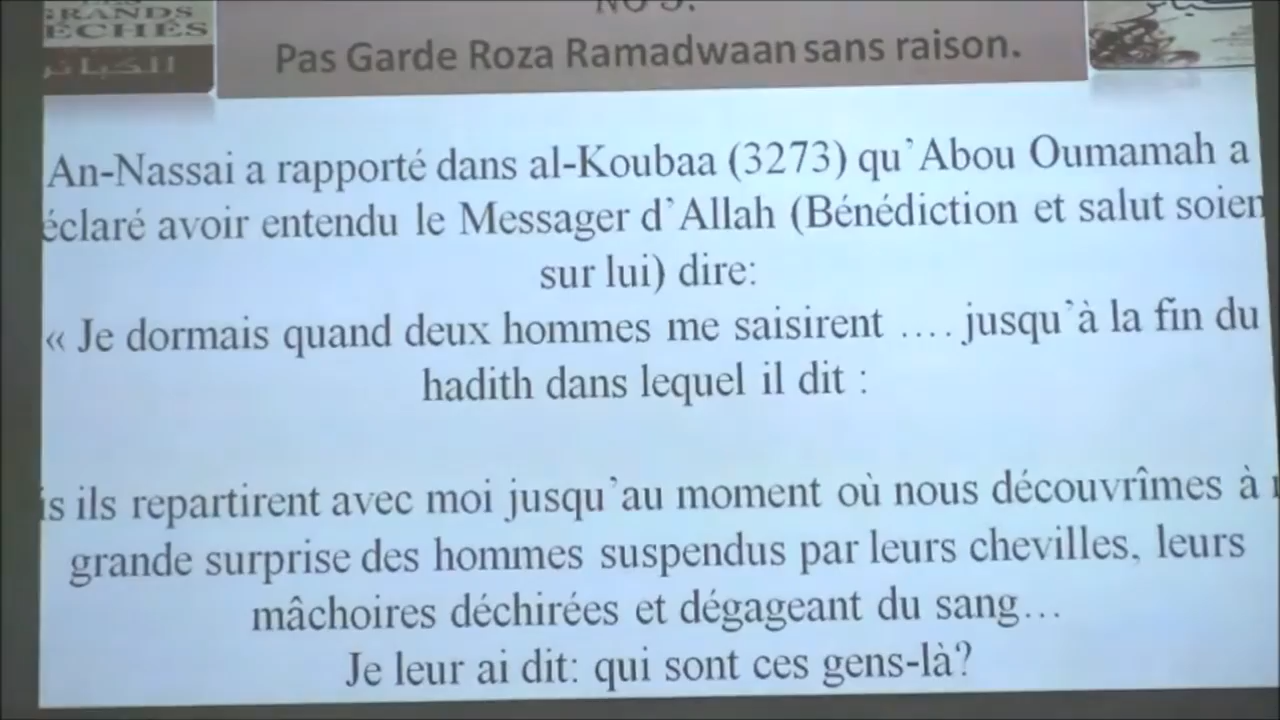 GRANDS
ECHÉS
الكبائر
NO 5:
Pas Garde Roza Ramadwaan sans raison.
An-Nassai a rapporté dans al-Koubaa (3273) qu'Abou Oumamah a
éclaré avoir entendu le Messager d'Allah (Bénédiction et salut soien
sur lui) dire:
« Je dormais quand deux hommes me saisirent .... jusqu'à la fin du
hadith dans lequel il dit :
is ils repartirent avec moi jusqu'au moment où nous découvrîmes à
grande surprise des hommes suspendus par leurs chevilles, leurs
mâchoires déchirées et dégageant du sang...
Je leur ai dit: qui sont ces gens-là?